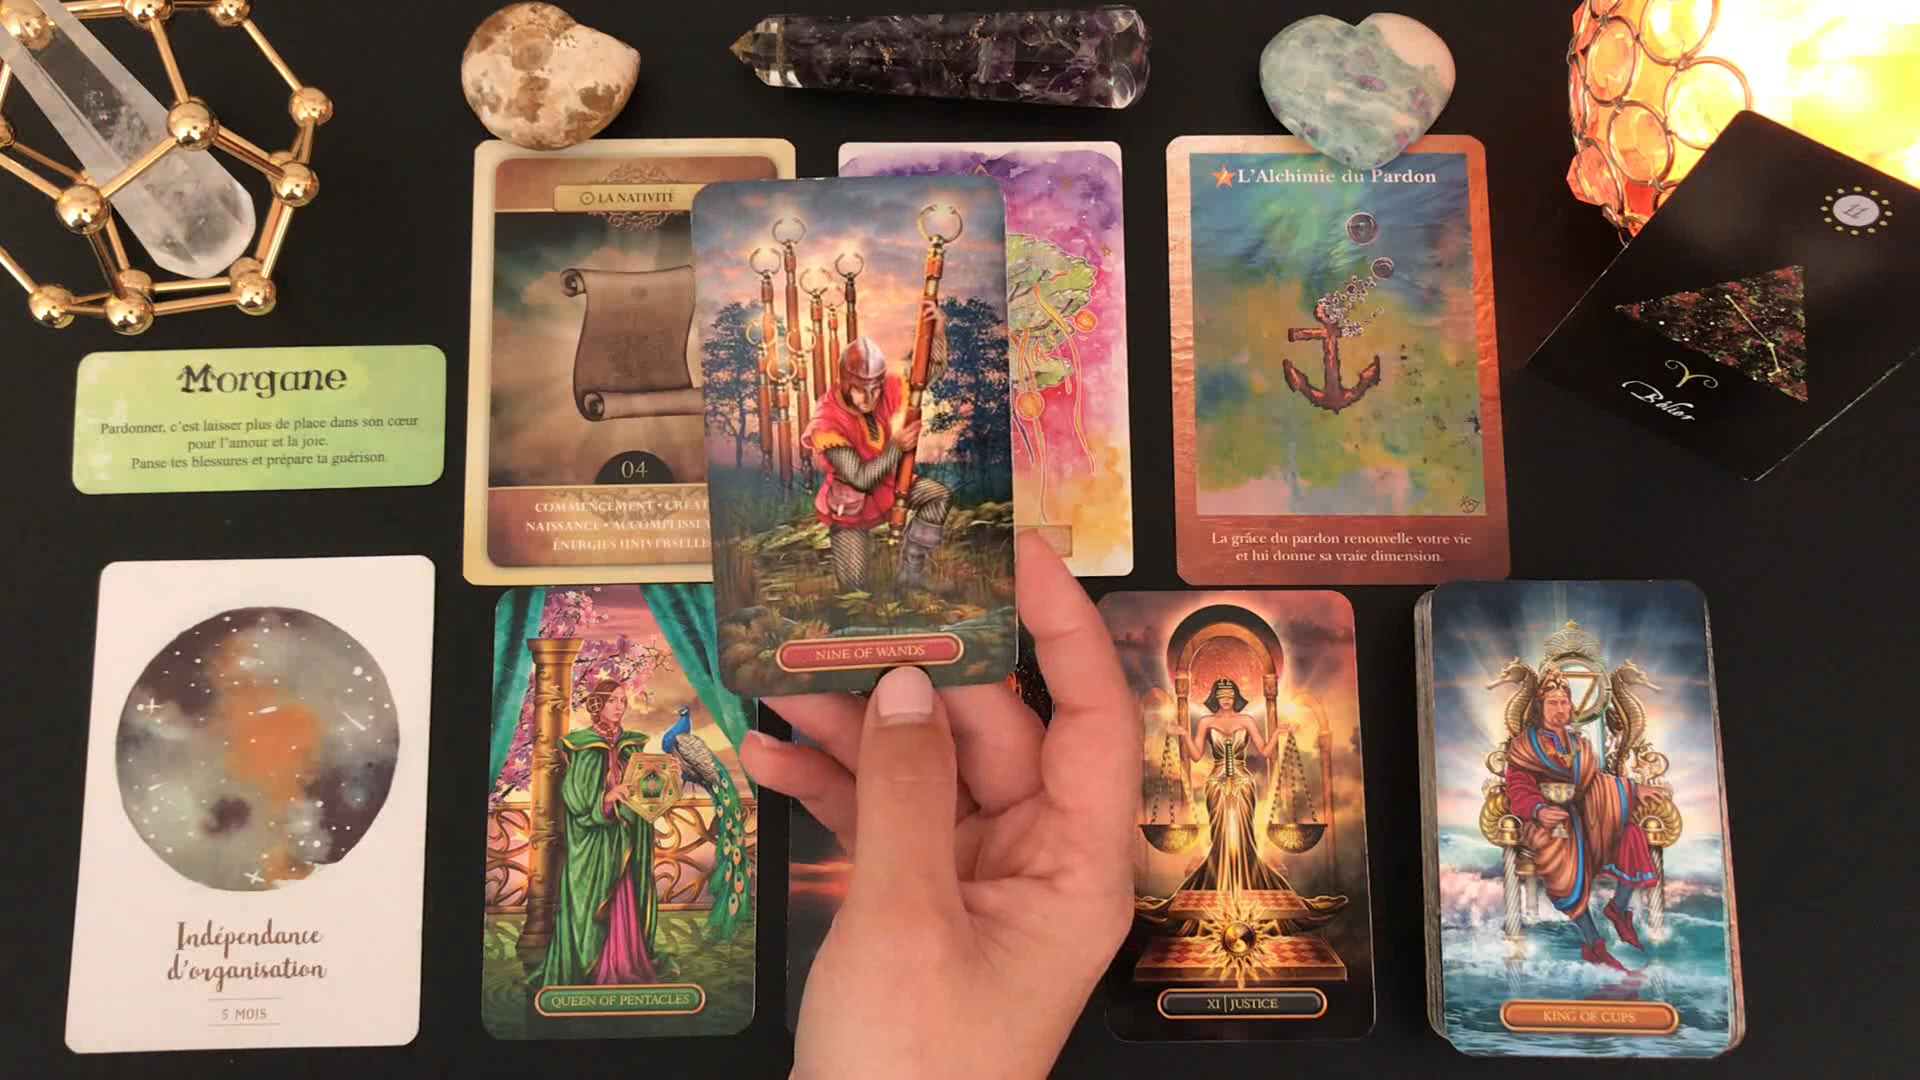 LA NATIVITÉ
04
COMMENCEMENT • CRÉAT
NAISSANCE • ACCOMPLISSEM
ÉNERGIES UNIVERSELLES
NINE OF WANDS
L'Alchimie du Pardon
La grâce du pardon renouvelle votre vie
et lui donne sa vraie dimension.
11
Bélier
Morgane
Pardonner, c'est laisser plus de place dans son cœur
pour l'amour et la joie.
Panse tes blessures et prépare ta guérison.
Indépendance
d'organisation
5 MOIS
QUEEN OF PENTACLES
XI JUSTICE
KING OF CUPS